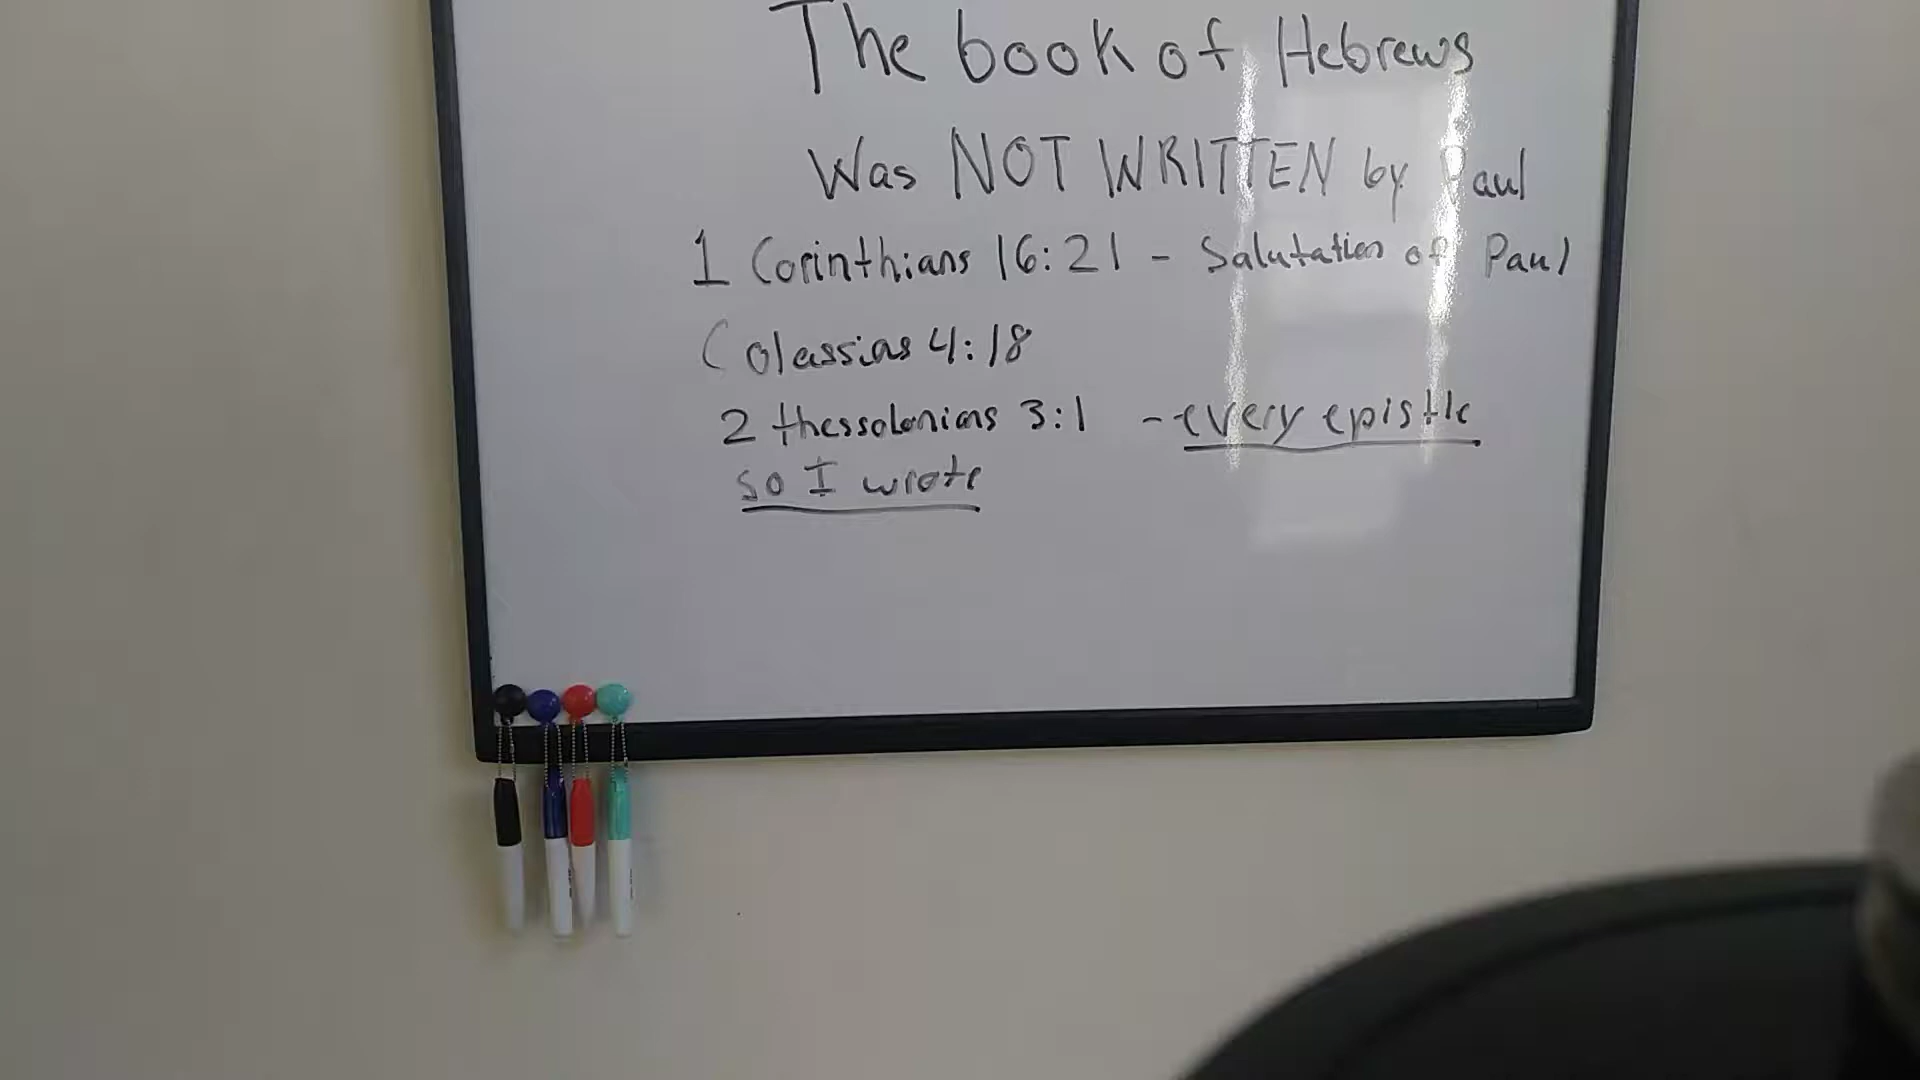 The book of Hebrews
Was NOT WRITTEN by Paul
1 Corinthians 16:21 - Salutation of Paul
Colassias 4:18
2 thessolonians 3:1 - every epistle
so I wrote